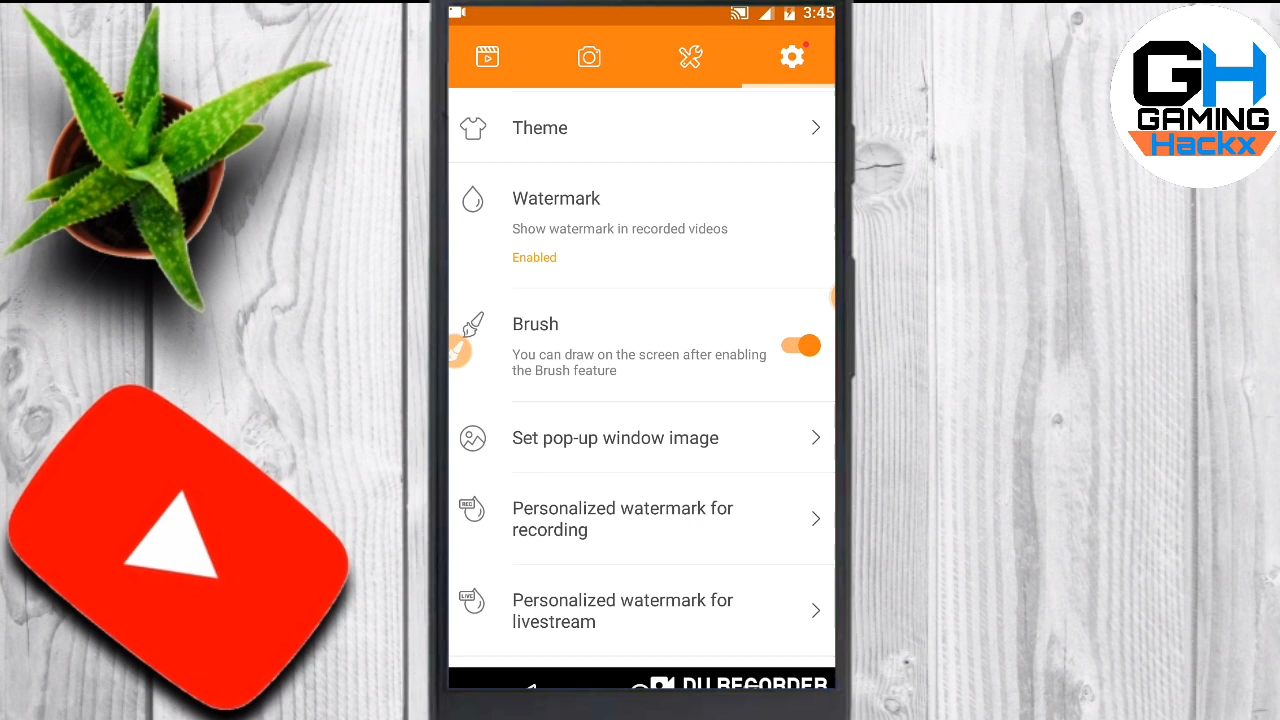 3:45
GH
GAMING
Hackx
Theme
Watermark
Show watermark in recorded videos
Enabled
Brush
You can draw on the screen after enabling
the Brush feature
Set pop-up window image
REC
Personalized watermark for
recording
LIVE
Personalized watermark for
livestream
DU RECORDER